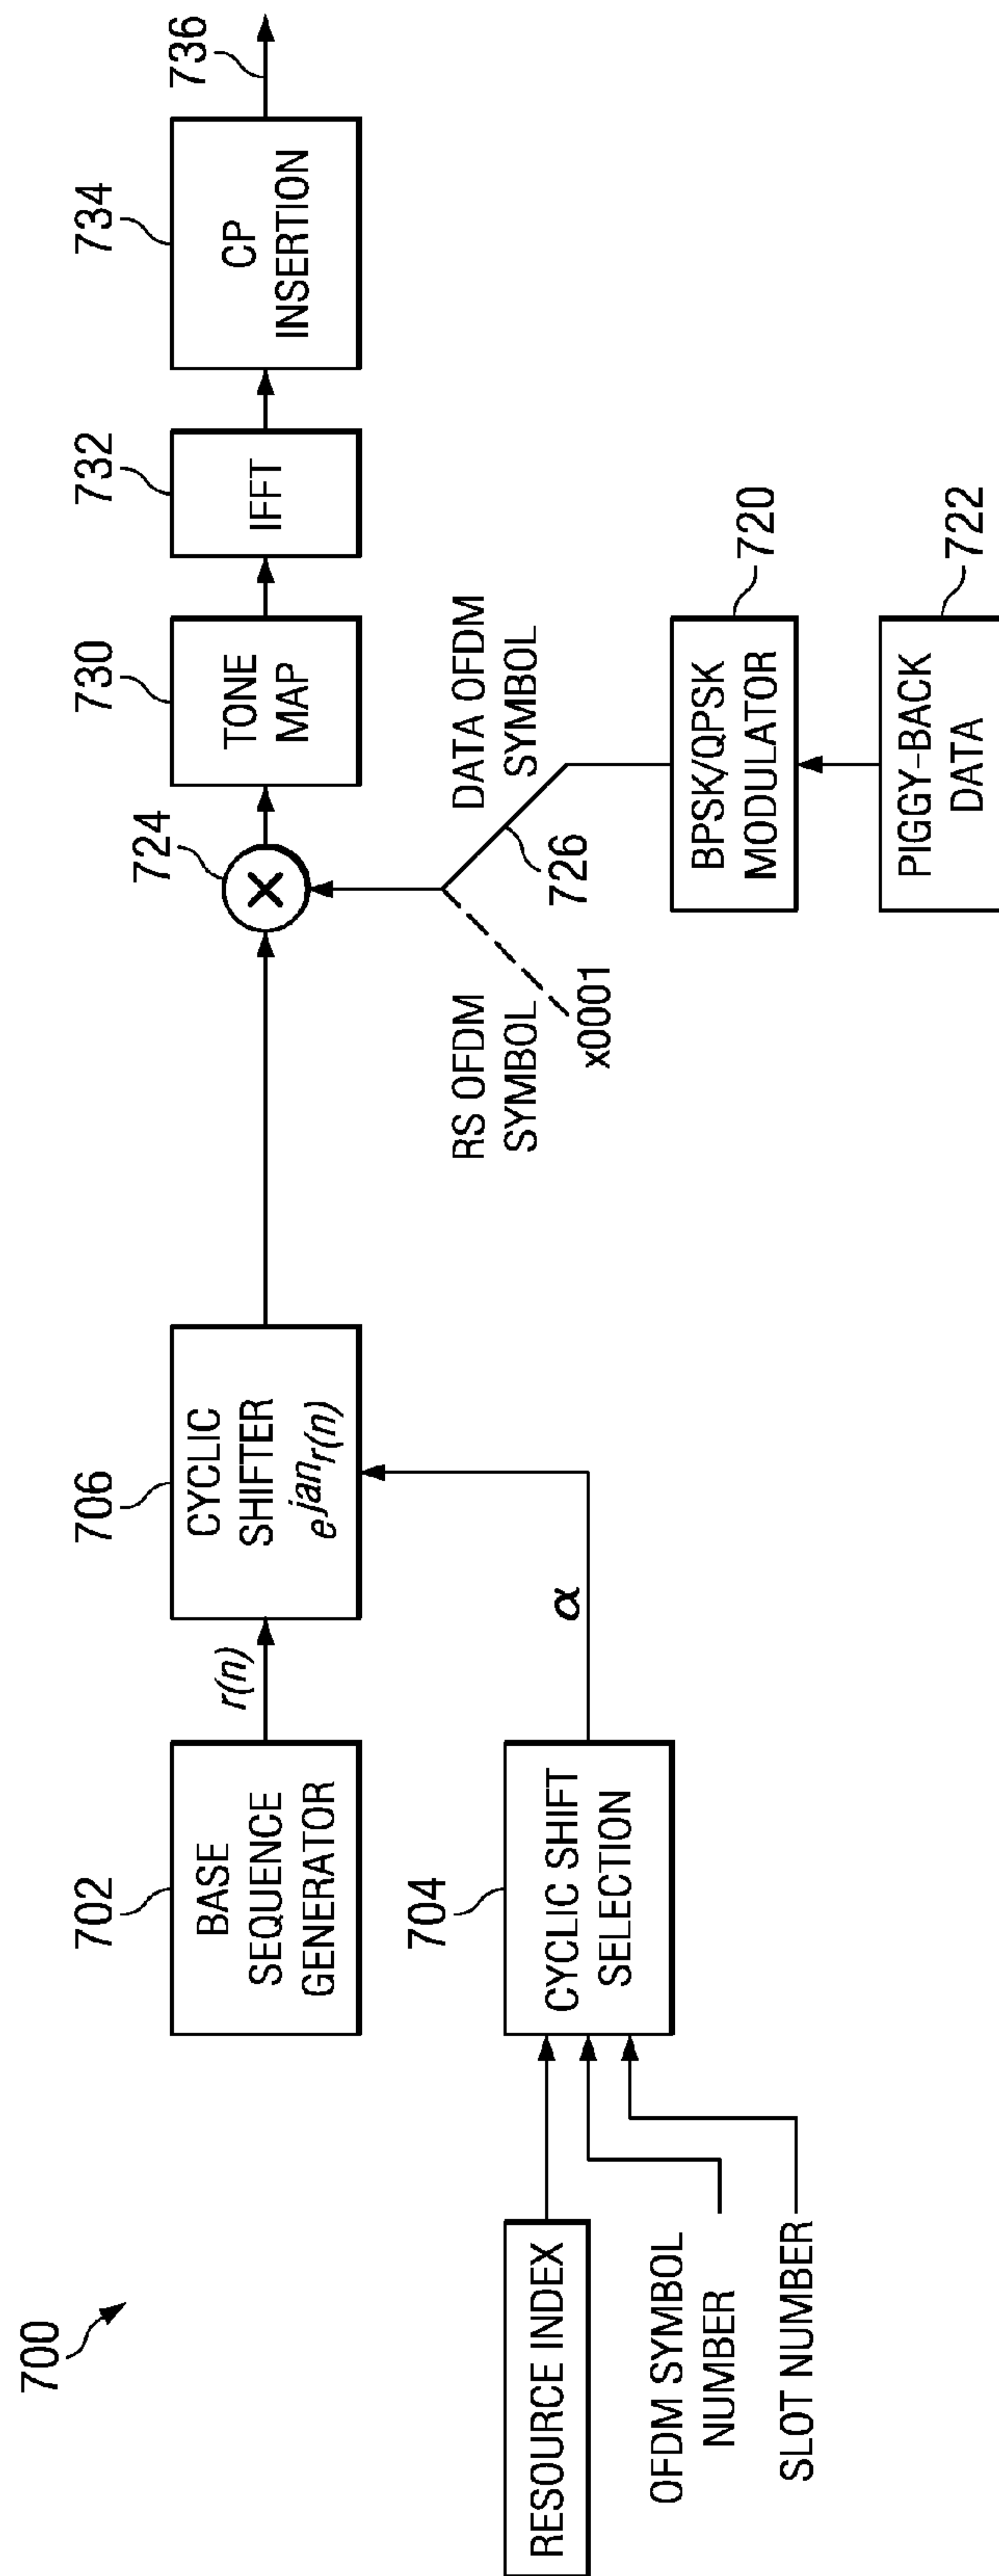 700
702
BASE
SEQUENCE
GENERATOR
r(n)
706
CYCLIC
SHIFTER
e^jan r(n)
724
×
730
TONE
MAP
732
IFFT
734
CP
INSERTION
736
704
CYCLIC SHIFT
SELECTION
α
RESOURCE INDEX
OFDM SYMBOL
NUMBER
SLOT NUMBER
RS OFDM
SYMBOL
x0001
726
DATA OFDM
SYMBOL
BPSK/QPSK
MODULATOR
720
PIGGY-BACK
DATA
722